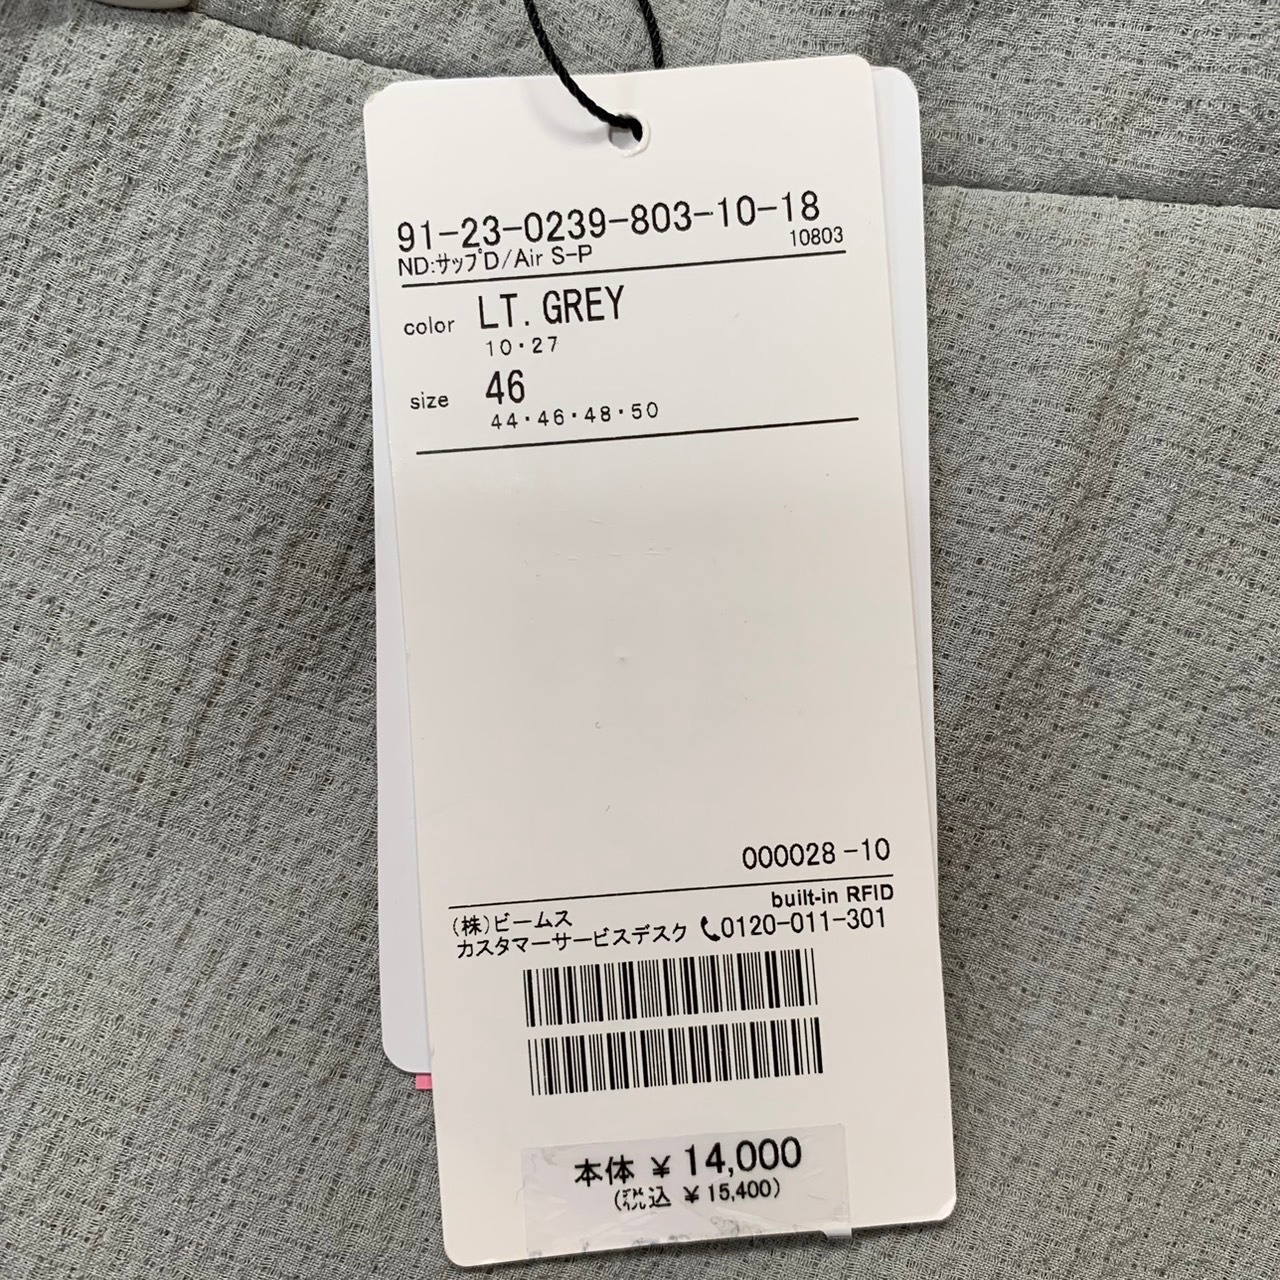 91-23-0239-803-10-18
ND:サップD/Air S-P 10803
color LT. GREY
10・27
size 46
44・46・48・50
000028-10
built-in RFID
(株)ビームス
カスタマーサービスデスク 0120-011-301
本体 ¥ 14,000
(税込 ¥ 15,400)